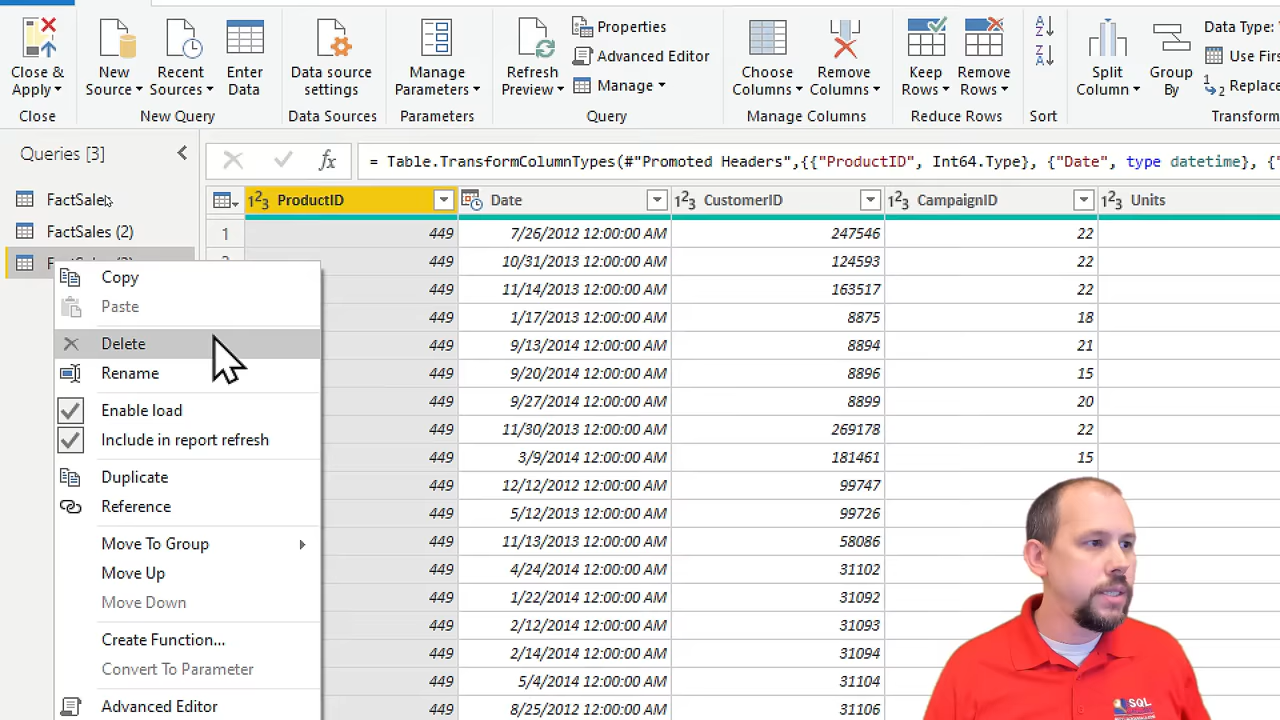 Close & Apply
New Source
Recent Sources
Enter Data
Data source settings
Manage Parameters
Refresh Preview
Properties
Advanced Editor
Manage
Choose Columns
Remove Columns
Keep Rows
Remove Rows
Split Column
Group By
Data Type:
Use Firs
Replace
Close
New Query
Data Sources
Parameters
Query
Manage Columns
Reduce Rows
Sort
Transform
Queries [3]
fx
= Table.TransformColumnTypes(#"Promoted Headers",{{"ProductID", Int64.Type}, {"Date", type datetime}, {"
FactSales
FactSales (2)
Copy
Paste
Delete
Rename
Enable load
Include in report refresh
Duplicate
Reference
Move To Group
Move Up
Move Down
Create Function...
Convert To Parameter
Advanced Editor
ProductID Date CustomerID CampaignID Units
1 449 7/26/2012 12:00:00 AM 247546 22
449 10/31/2013 12:00:00 AM 124593 22
449 11/14/2013 12:00:00 AM 163517 22
449 1/17/2013 12:00:00 AM 8875 18
449 9/13/2014 12:00:00 AM 8894 21
449 9/20/2014 12:00:00 AM 8896 15
449 9/27/2014 12:00:00 AM 8899 20
449 11/30/2013 12:00:00 AM 269178 22
449 3/9/2014 12:00:00 AM 181461 15
449 12/12/2012 12:00:00 AM 99747
449 5/12/2013 12:00:00 AM 99726
449 11/13/2013 12:00:00 AM 58086
449 4/24/2014 12:00:00 AM 31102
449 1/22/2014 12:00:00 AM 31092
449 2/12/2014 12:00:00 AM 31093
449 2/14/2014 12:00:00 AM 31094
449 5/4/2014 12:00:00 AM 31104
449 8/25/2012 12:00:00 AM 31106
SQL